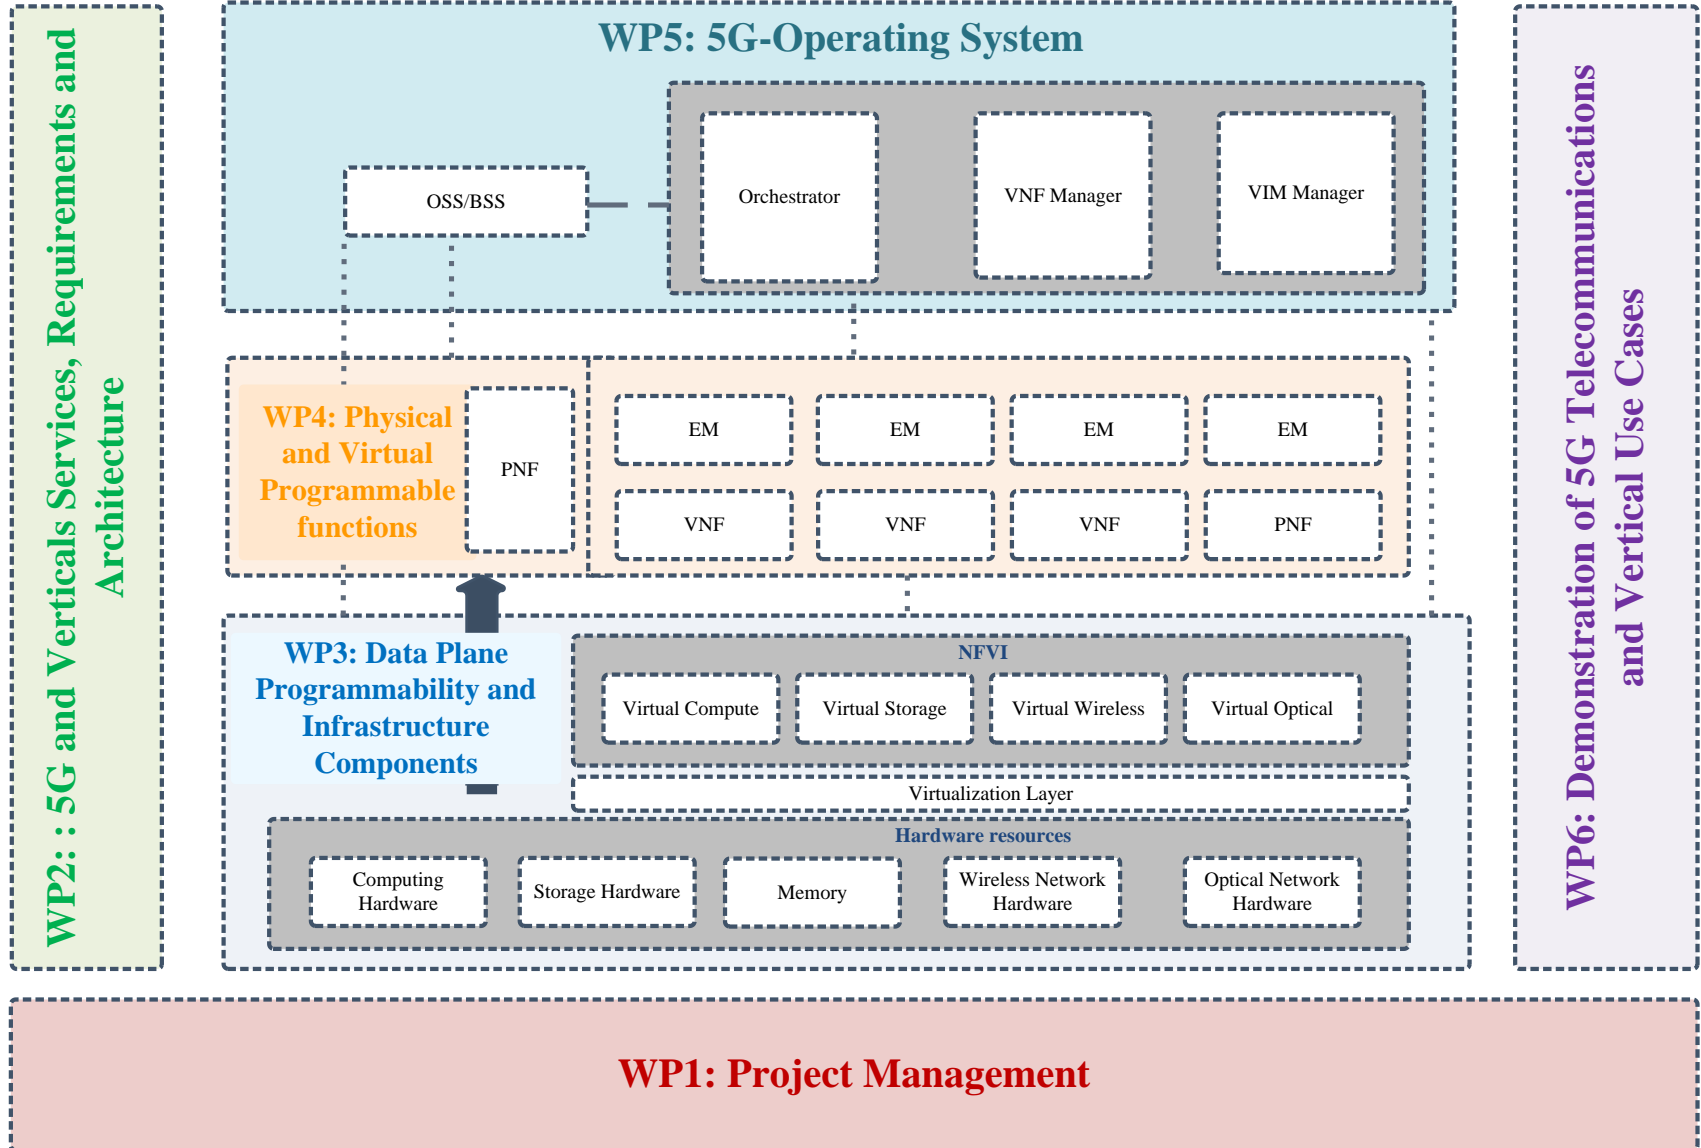 WP2: : 5G and Verticals Services, Requirements and
Architecture
WP5: 5G-Operating System
OSS/BSS
Orchestrator
VNF Manager
VIM Manager
WP4: Physical
and Virtual
Programmable
functions
PNF
EM
EM
EM
EM
VNF
VNF
VNF
PNF
WP3: Data Plane
Programmability and
Infrastructure
Components
NFVI
Virtual Compute
Virtual Storage
Virtual Wireless
Virtual Optical
Virtualization Layer
Hardware resources
Computing
Hardware
Storage Hardware
Memory
Wireless Network
Hardware
Optical Network
Hardware
WP6: Demonstration of 5G Telecommunications
and Vertical Use Cases
WP1: Project Management